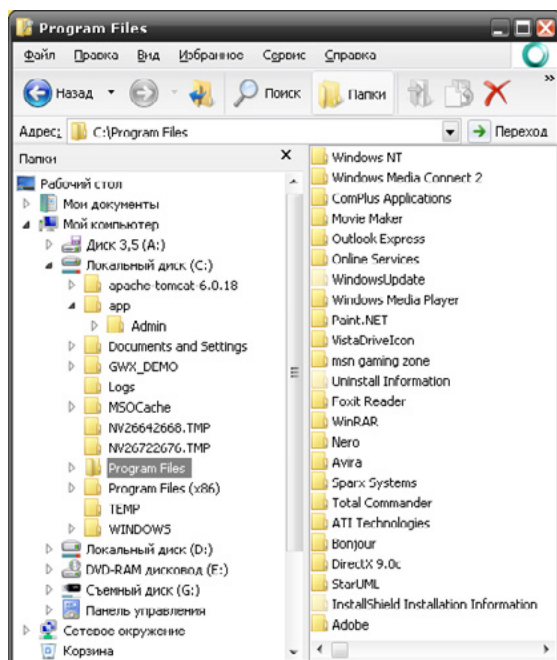 Program Files
Файл Правка Вид Избранное Сервис Справка
Назад Поиск Папки
Адрес: C:\Program Files Переход
Папки
Рабочий стол
Мои документы
Мой компьютер
Диск 3,5 (A:)
Локальный диск (C:)
apache-tomcat-6.0.18
app
Admin
Documents and Settings
GWX_DEMO
Logs
MSOCache
NV26642668.TMP
NV26722676.TMP
Program Files
Program Files (x86)
TEMP
WINDOWS
Локальный диск (D:)
DVD-RAM дисковод (E:)
Съемный диск (G:)
Панель управления
Сетевое окружение
Корзина
Windows NT
Windows Media Connect 2
ComPlus Applications
Movie Maker
Outlook Express
Online Services
WindowsUpdate
Windows Media Player
Paint.NET
VistaDriveIcon
msn gaming zone
Uninstall Information
Foxit Reader
WinRAR
Nero
Avira
Sparx Systems
Total Commander
ATI Technologies
Bonjour
DirectX 9.0c
StarUML
InstallShield Installation Information
Adobe